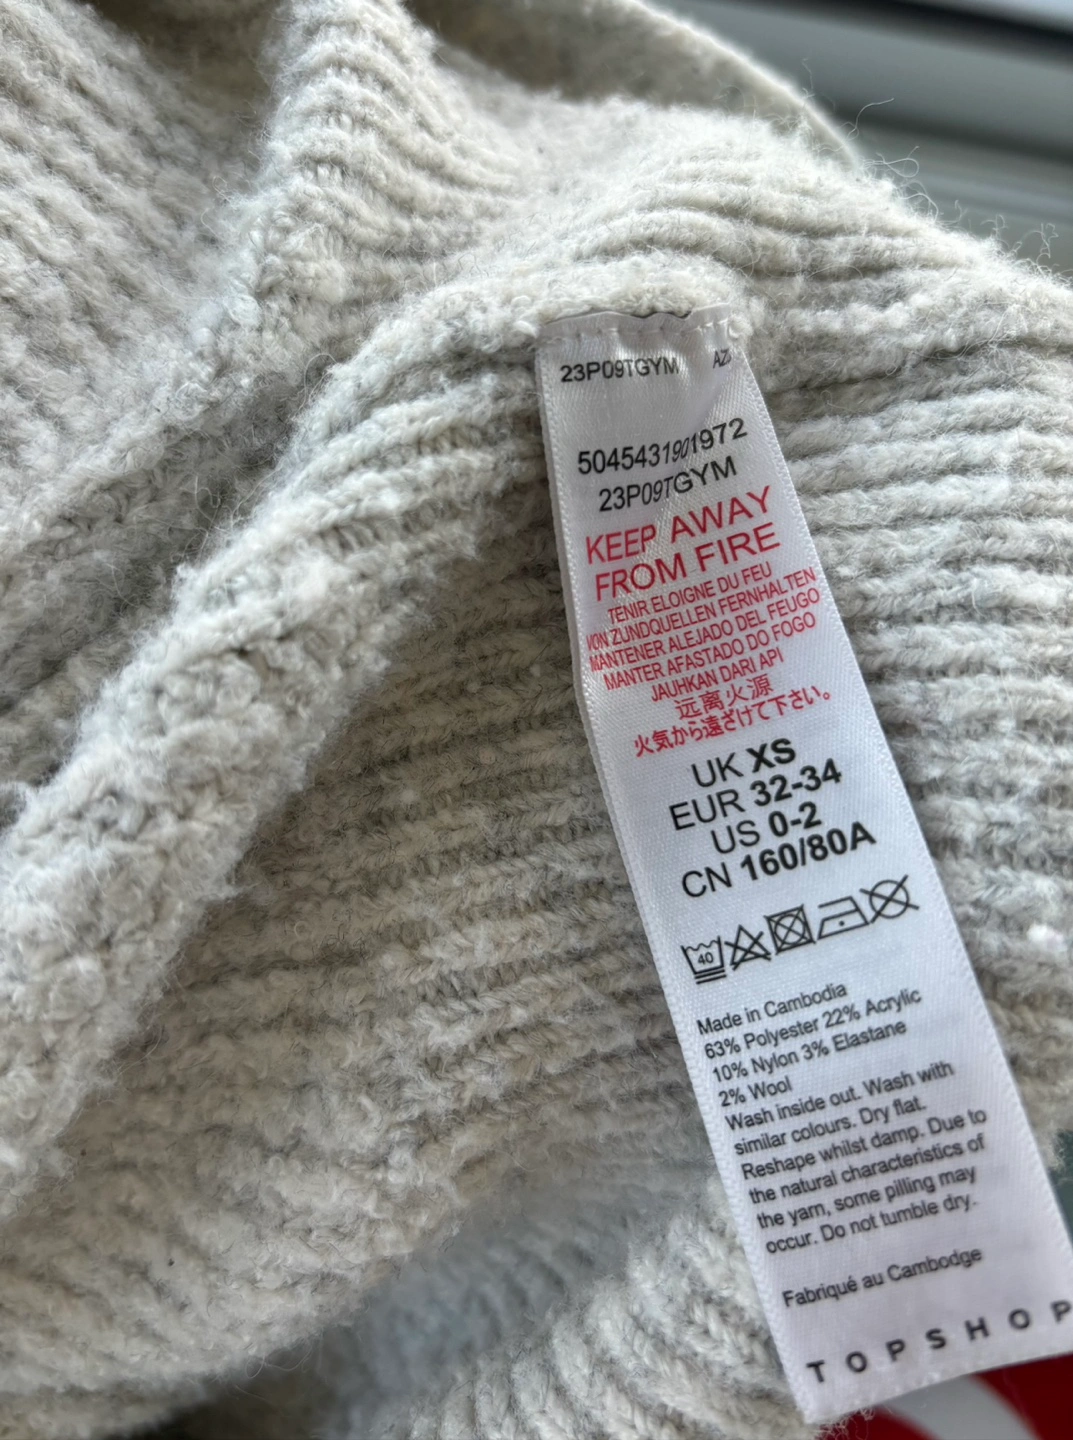 23P09TGYM
5045431901972
23P09TGYM
KEEP AWAY
FROM FIRE
TENIR ELOIGNE DU FEU
VON ZUNDQUELLEN FERNHALTEN
MANTENER ALEJADO DEL FEUGO
MANTER AFASTADO DO FOGO
JAUHKAN DARI API
远离火源
火気から遠ざけて下さい。
UK XS
EUR 32-34
US 0-2
CN 160/80A
40
Made in Cambodia
63% Polyester 22% Acrylic
10% Nylon 3% Elastane
2% Wool
Wash inside out. Wash with
similar colours. Dry flat.
Reshape whilst damp. Due to
the natural characteristics of
the yarn, some pilling may
occur. Do not tumble dry.
Fabriqué au Cambodge
TOPSHOP